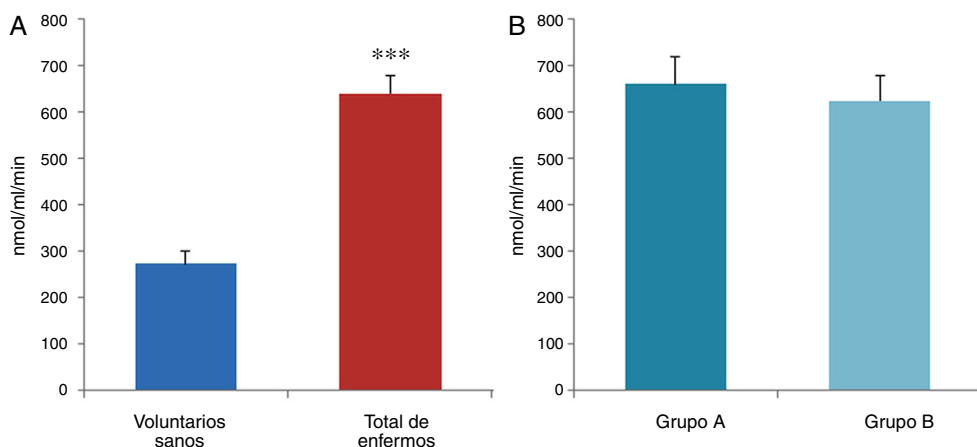 A
nmol/ml/min
800
700
600
500
400
300
200
100
0
***
Voluntarios
sanos
Total de
enfermos
B
nmol/ml/min
800
700
600
500
400
300
200
100
0
Grupo A
Grupo B